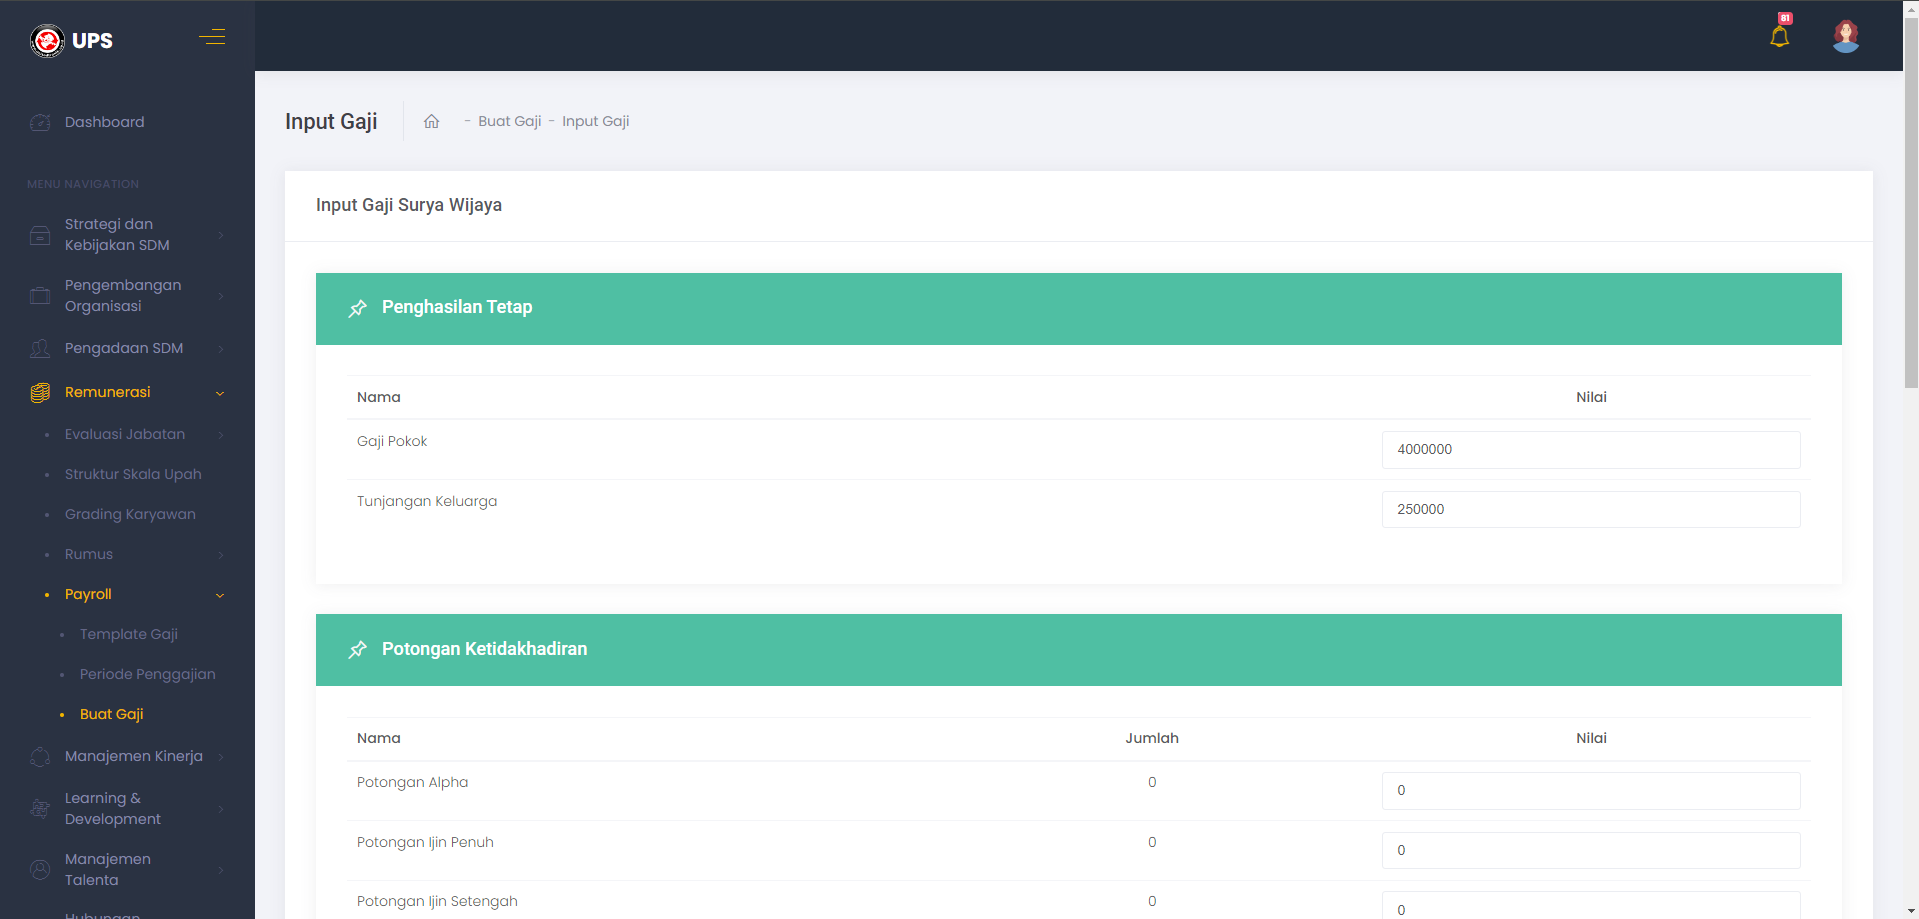 UPS
81
Dashboard
MENU NAVIGATION
Strategi dan
Kebijakan SDM
Pengembangan
Organisasi
Pengadaan SDM
Remunerasi
Evaluasi Jabatan
Struktur Skala Upah
Grading Karyawan
Rumus
Payroll
Template Gaji
Periode Penggajian
Buat Gaji
Manajemen Kinerja
Learning &
Development
Manajemen
Talenta
Hubungan
Input Gaji
- Buat Gaji - Input Gaji
Input Gaji Surya Wijaya
Penghasilan Tetap
Nama Nilai
Gaji Pokok 4000000
Tunjangan Keluarga 250000
Potongan Ketidakhadiran
Nama Jumlah Nilai
Potongan Alpha 0 0
Potongan Ijin Penuh 0 0
Potongan Ijin Setengah 0 0